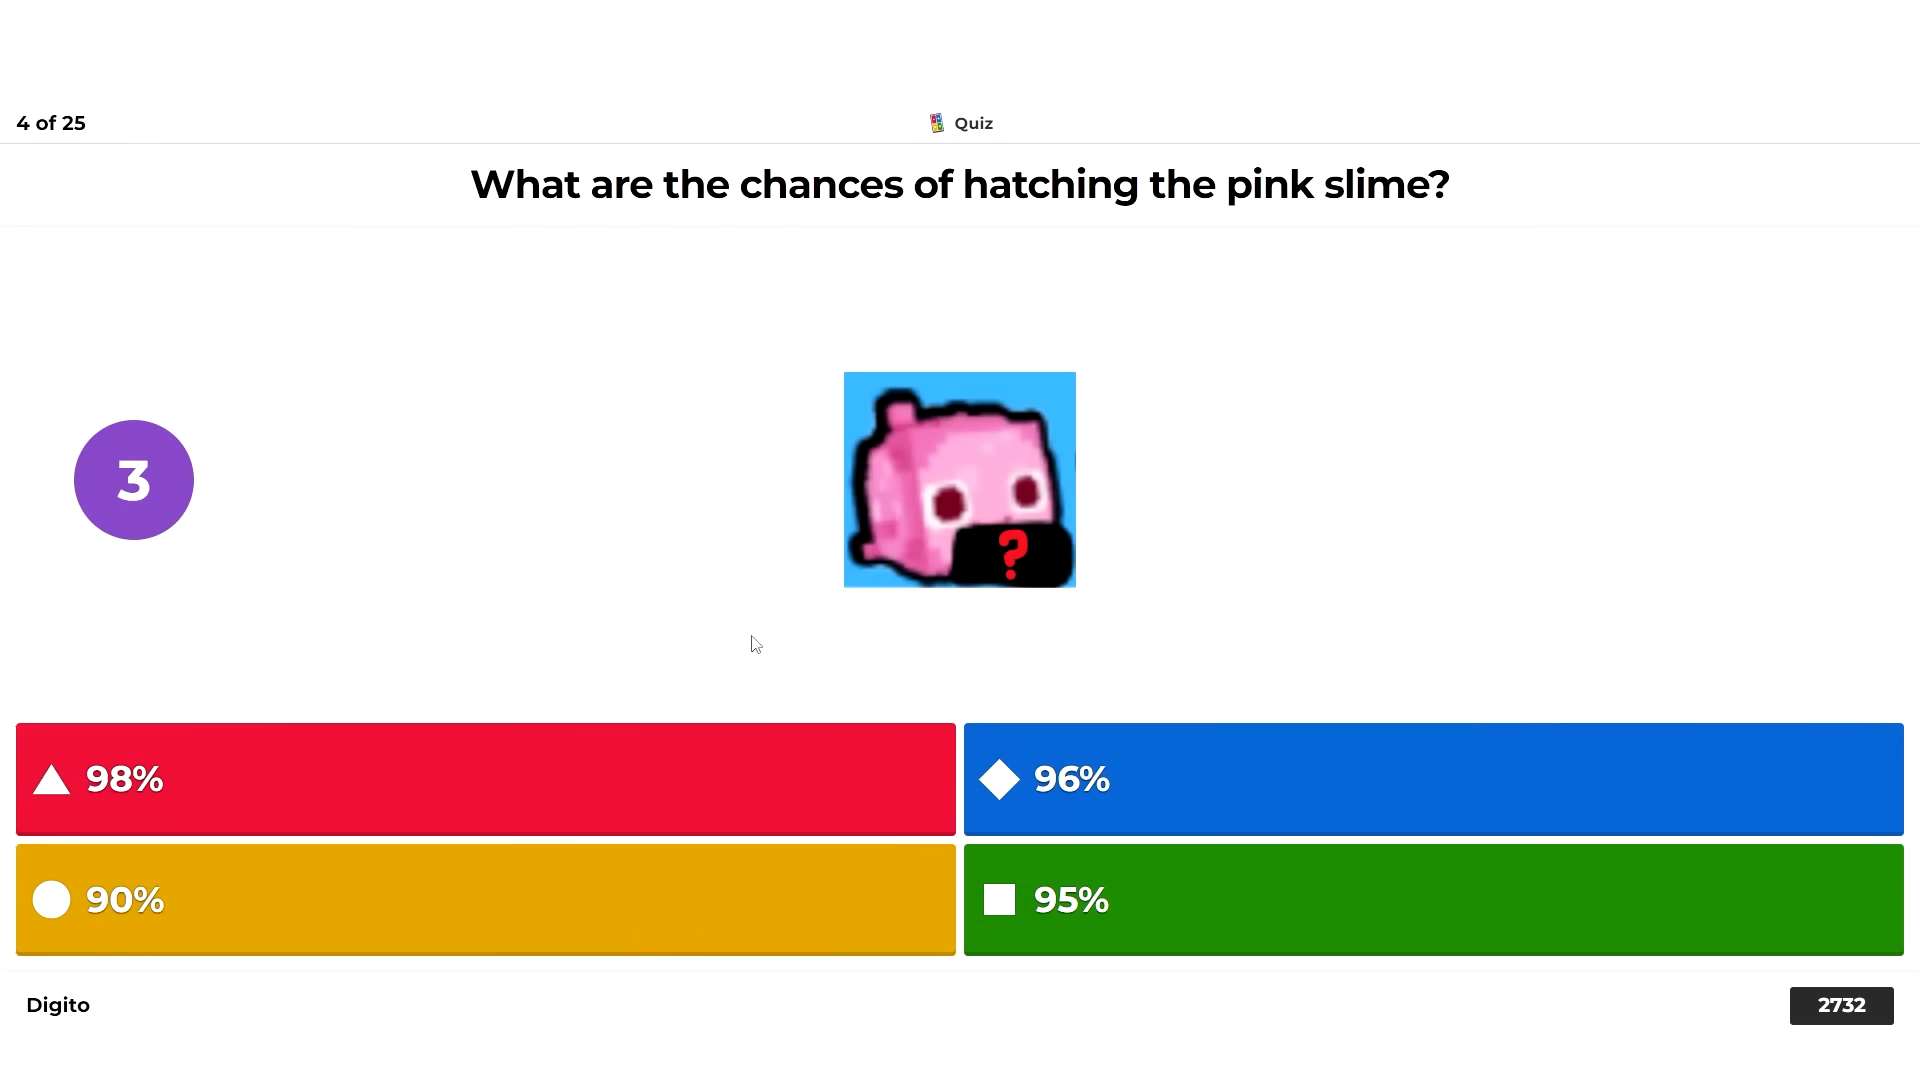 4 of 25
Quiz
What are the chances of hatching the pink slime?
3
?
98%
96%
90%
95%
Digito
2732